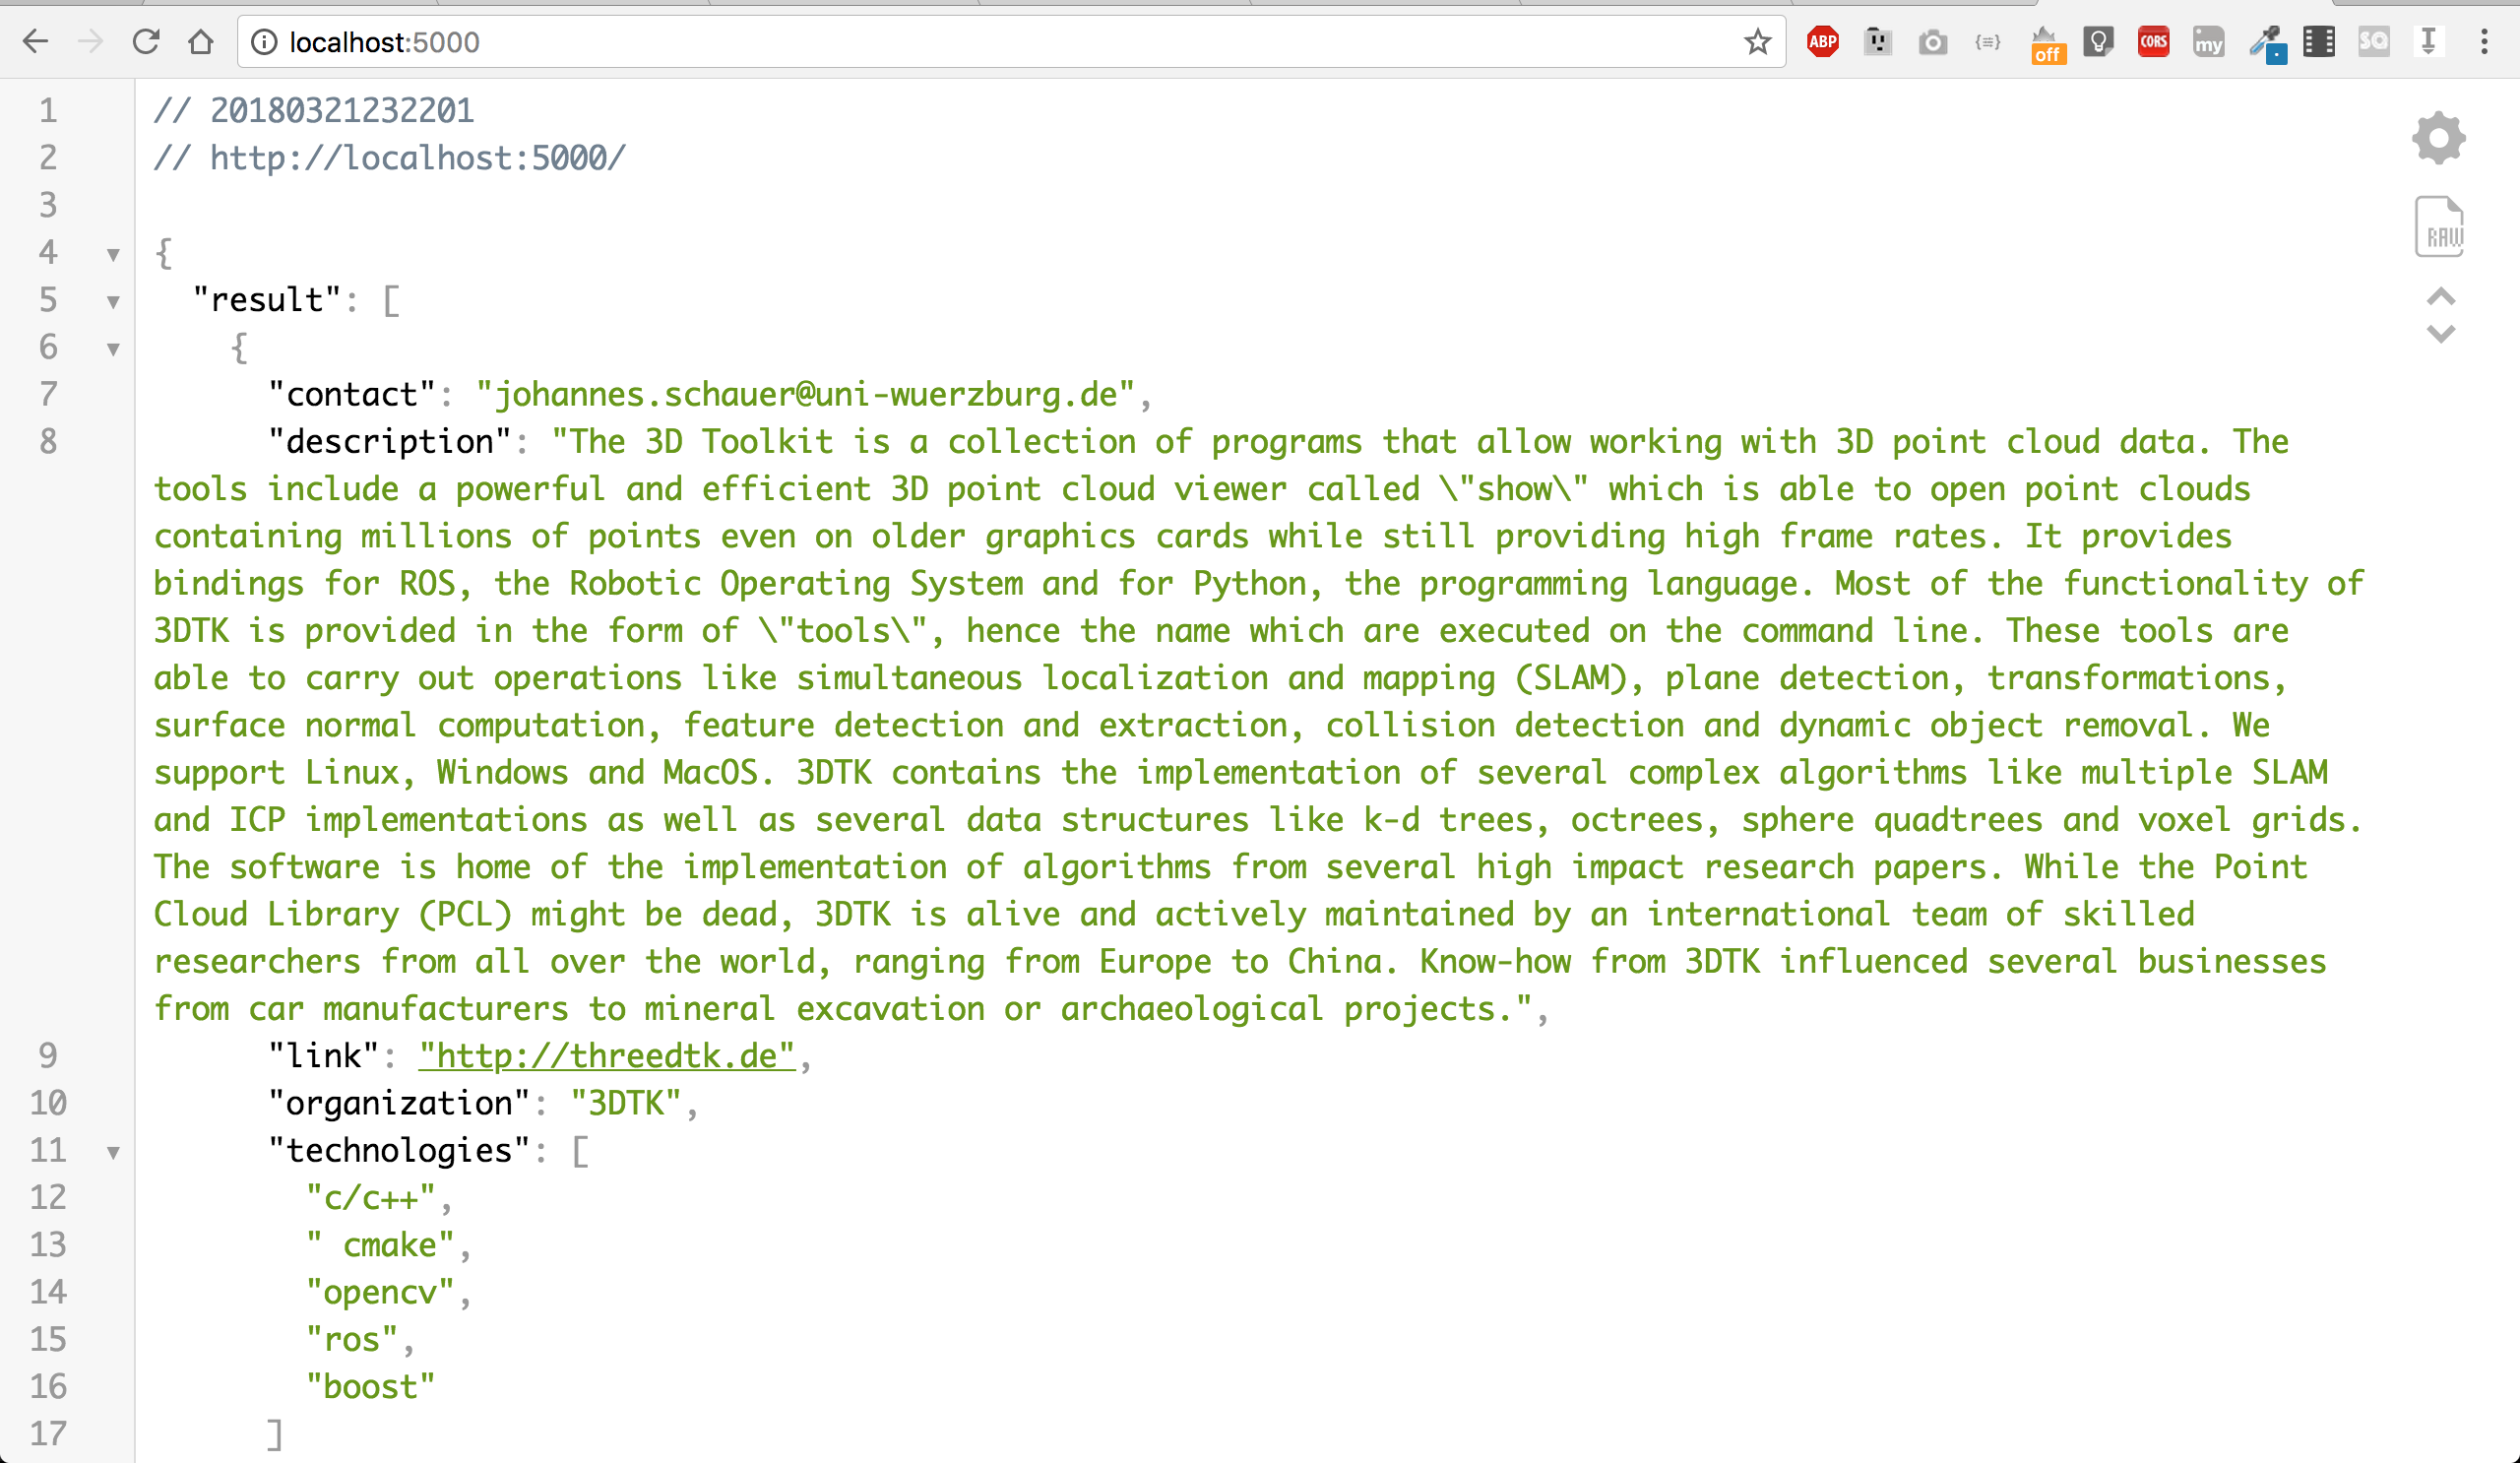 localhost:5000
ABP
off
CORS
my
SQ
1 // 20180321232201
2 // http://localhost:5000/
3
RAW
4 {
5 "result": [
6 {
7 "contact": "johannes.schauer@uni-wuerzburg.de",
8 "description": "The 3D Toolkit is a collection of programs that allow working with 3D point cloud data. The
tools include a powerful and efficient 3D point cloud viewer called \"show\" which is able to open point clouds
containing millions of points even on older graphics cards while still providing high frame rates. It provides
bindings for ROS, the Robotic Operating System and for Python, the programming language. Most of the functionality of
3DTK is provided in the form of \"tools\", hence the name which are executed on the command line. These tools are
able to carry out operations like simultaneous localization and mapping (SLAM), plane detection, transformations,
surface normal computation, feature detection and extraction, collision detection and dynamic object removal. We
support Linux, Windows and MacOS. 3DTK contains the implementation of several complex algorithms like multiple SLAM
and ICP implementations as well as several data structures like k-d trees, octrees, sphere quadtrees and voxel grids.
The software is home of the implementation of algorithms from several high impact research papers. While the Point
Cloud Library (PCL) might be dead, 3DTK is alive and actively maintained by an international team of skilled
researchers from all over the world, ranging from Europe to China. Know-how from 3DTK influenced several businesses
from car manufacturers to mineral excavation or archaeological projects.",
9 "link": "http://threedtk.de",
10 "organization": "3DTK",
11 "technologies": [
12 "c/c++",
13 " cmake",
14 "opencv",
15 "ros",
16 "boost"
17 ]